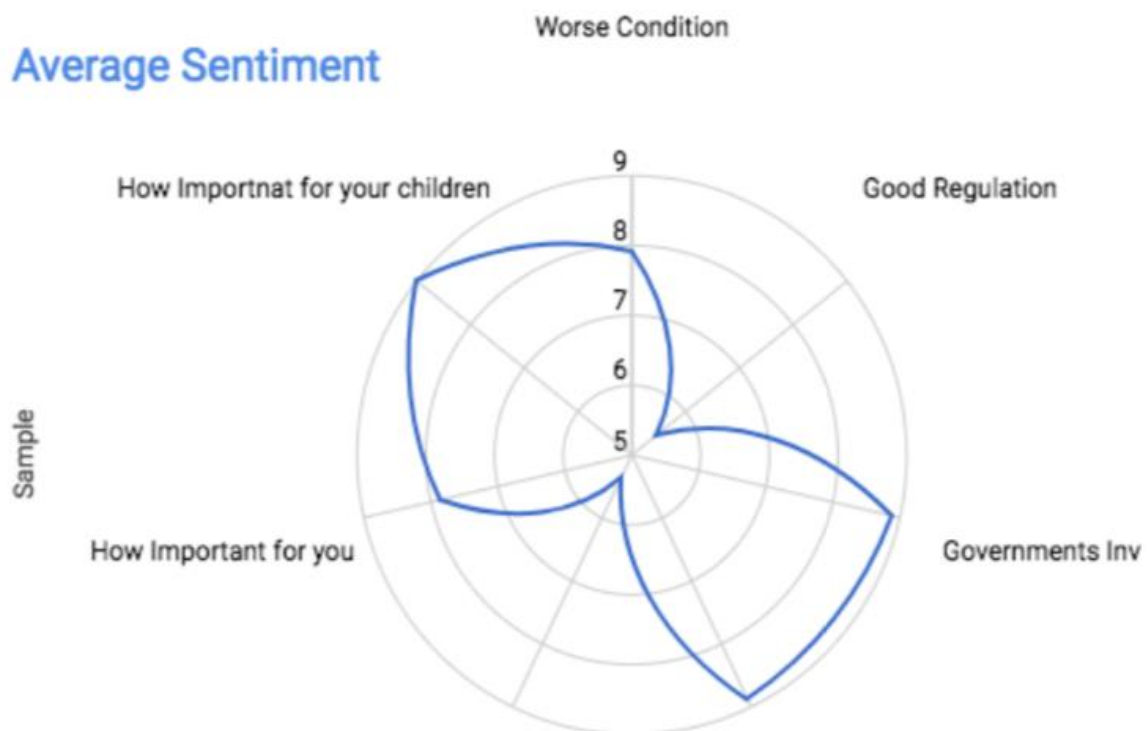 Worse Condition
Average Sentiment
How Importnat for your children
Good Regulation
9
8
7
6
5
Sample
How Important for you
Governments Inv